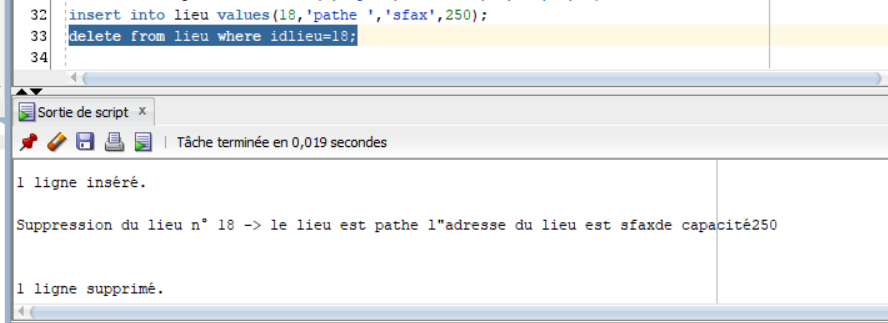 32 insert into lieu values(18,'pathe ','sfax',250);
33 delete from lieu where idlieu=18;
34
Sortie de script x
Tâche terminée en 0,019 secondes
1 ligne inséré.
Suppression du lieu n° 18 -> le lieu est pathe l"adresse du lieu est sfaxde capacité250
1 ligne supprimé.